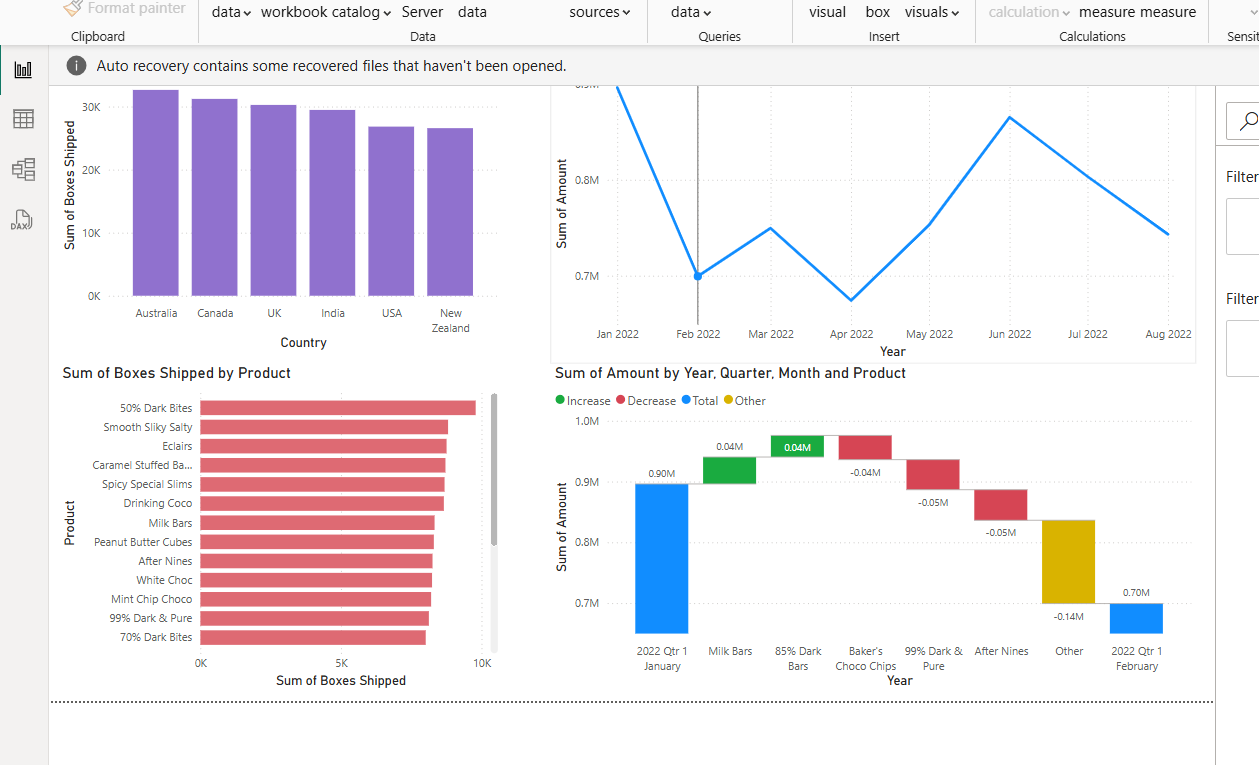 Format painter
data workbook catalog Server data sources data visual box visuals calculation measure measure
Clipboard Data Queries Insert Calculations
Auto recovery contains some recovered files that haven't been opened.
Sum of Boxes Shipped
30K
20K
10K
0K
Australia Canada UK India USA New Zealand
Country
Sum of Amount
0.8M
0.7M
Jan 2022 Feb 2022 Mar 2022 Apr 2022 May 2022 Jun 2022 Jul 2022 Aug 2022
Year
Sum of Boxes Shipped by Product
Product
50% Dark Bites
Smooth Sliky Salty
Eclairs
Caramel Stuffed Ba...
Spicy Special Slims
Drinking Coco
Milk Bars
Peanut Butter Cubes
After Nines
White Choc
Mint Chip Choco
99% Dark & Pure
70% Dark Bites
0K 5K 10K
Sum of Boxes Shipped
Sum of Amount by Year, Quarter, Month and Product
Increase Decrease Total Other
Sum of Amount
1.0M
0.9M
0.8M
0.7M
0.90M
0.04M
0.04M
-0.04M
-0.05M
-0.05M
-0.14M
0.70M
2022 Qtr 1 January
Milk Bars
85% Dark Bars
Baker's Choco Chips
99% Dark & Pure
After Nines
Other
2022 Qtr 1 February
Year
Filter
Filter
DAX